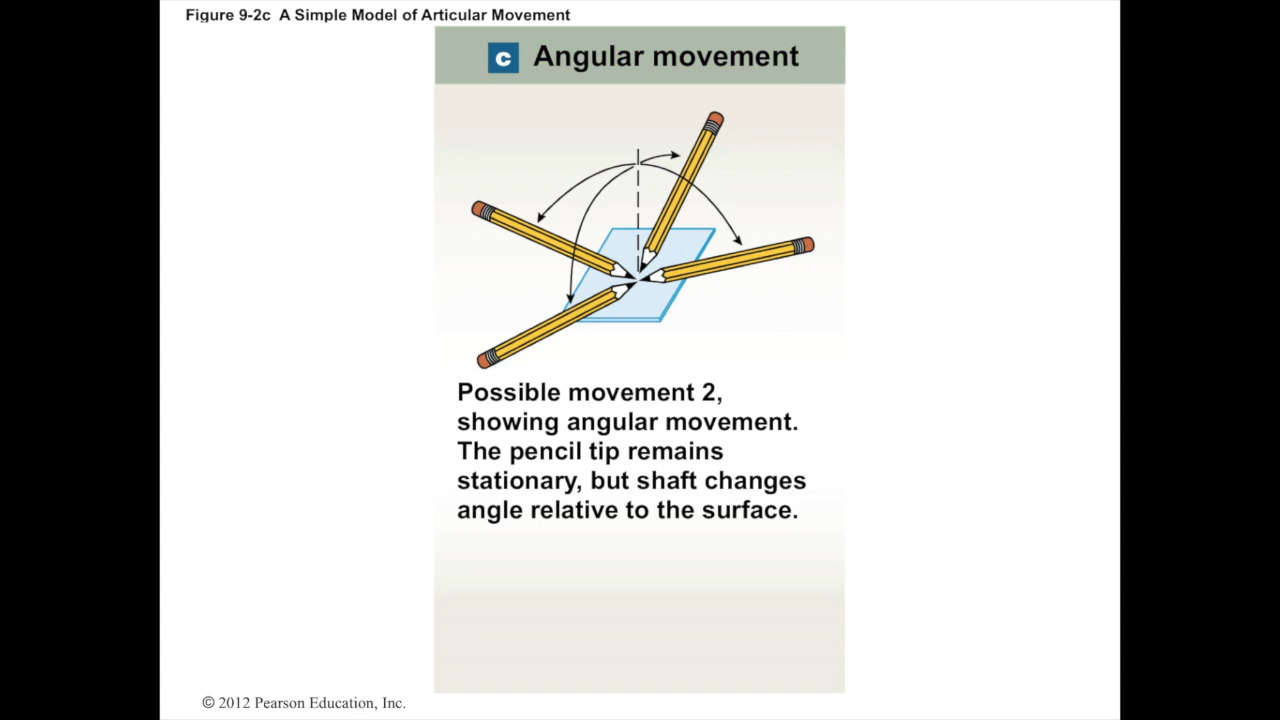 Figure 9-2c  A Simple Model of Articular Movement
c Angular movement
Possible movement 2,
showing angular movement.
The pencil tip remains
stationary, but shaft changes
angle relative to the surface.
© 2012 Pearson Education, Inc.